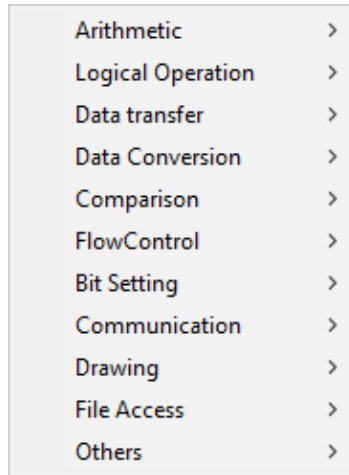 Arithmetic
Logical Operation
Data transfer
Data Conversion
Comparison
FlowControl
Bit Setting
Communication
Drawing
File Access
Others